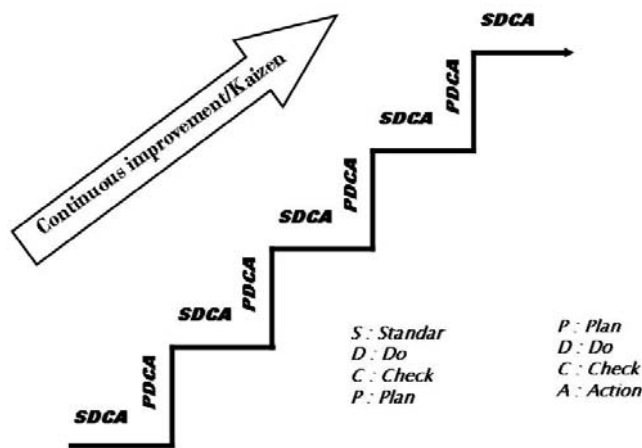 SDCA
PDCA
SDCA
PDCA
SDCA
PDCA
SDCA
PDCA
SDCA
Continuous improvement/Kaizen
S : Standar
D : Do
C : Check
P : Plan
P : Plan
D : Do
C : Check
A : Action